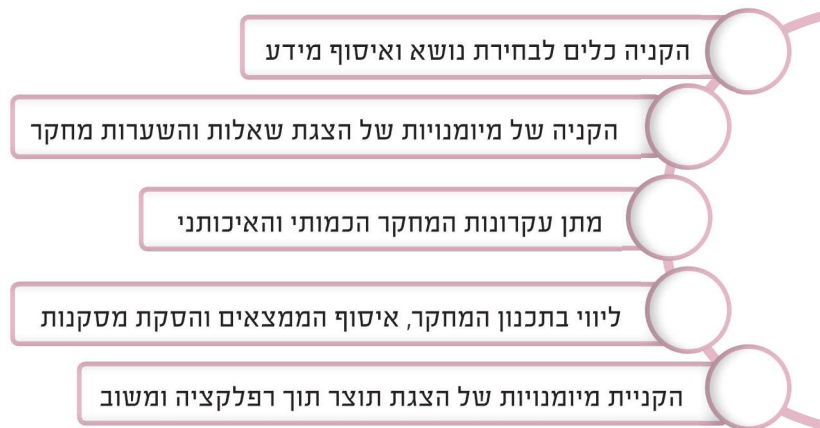 הקניה כלים לבחירת נושא ואיסוף מידע
הקניה של מיומנויות של הצגת שאלות והשערות מחקר
מתן עקרונות המחקר הכמותי והאיכותני
ליווי בתכנון המחקר, איסוף הממצאים והסקת מסקנות
הקניית מיומנויות של הצגת תוצר תוך רפלקציה ומשוב